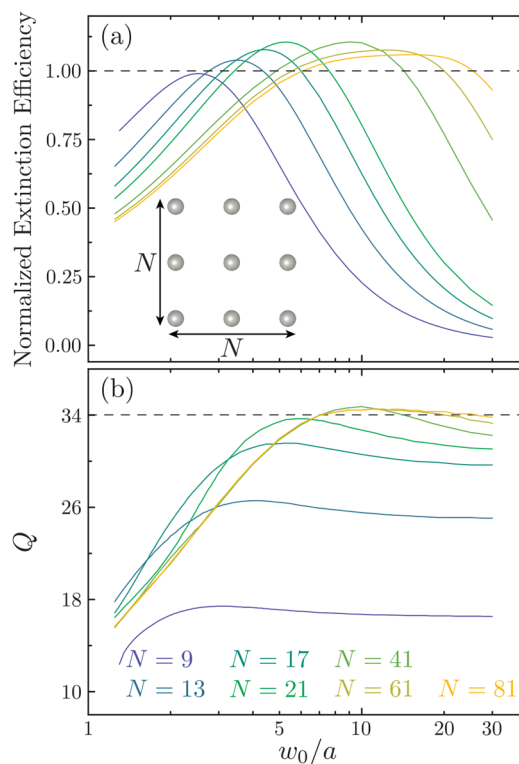 (a)
Normalized Extinction Efficiency
1.00
0.75
0.50
0.25
0.00
N
N
(b)
Q
34
26
18
10
N = 9 N = 17 N = 41
N = 13 N = 21 N = 61 N = 81
1 2 3 5 10 20 30
w₀/a